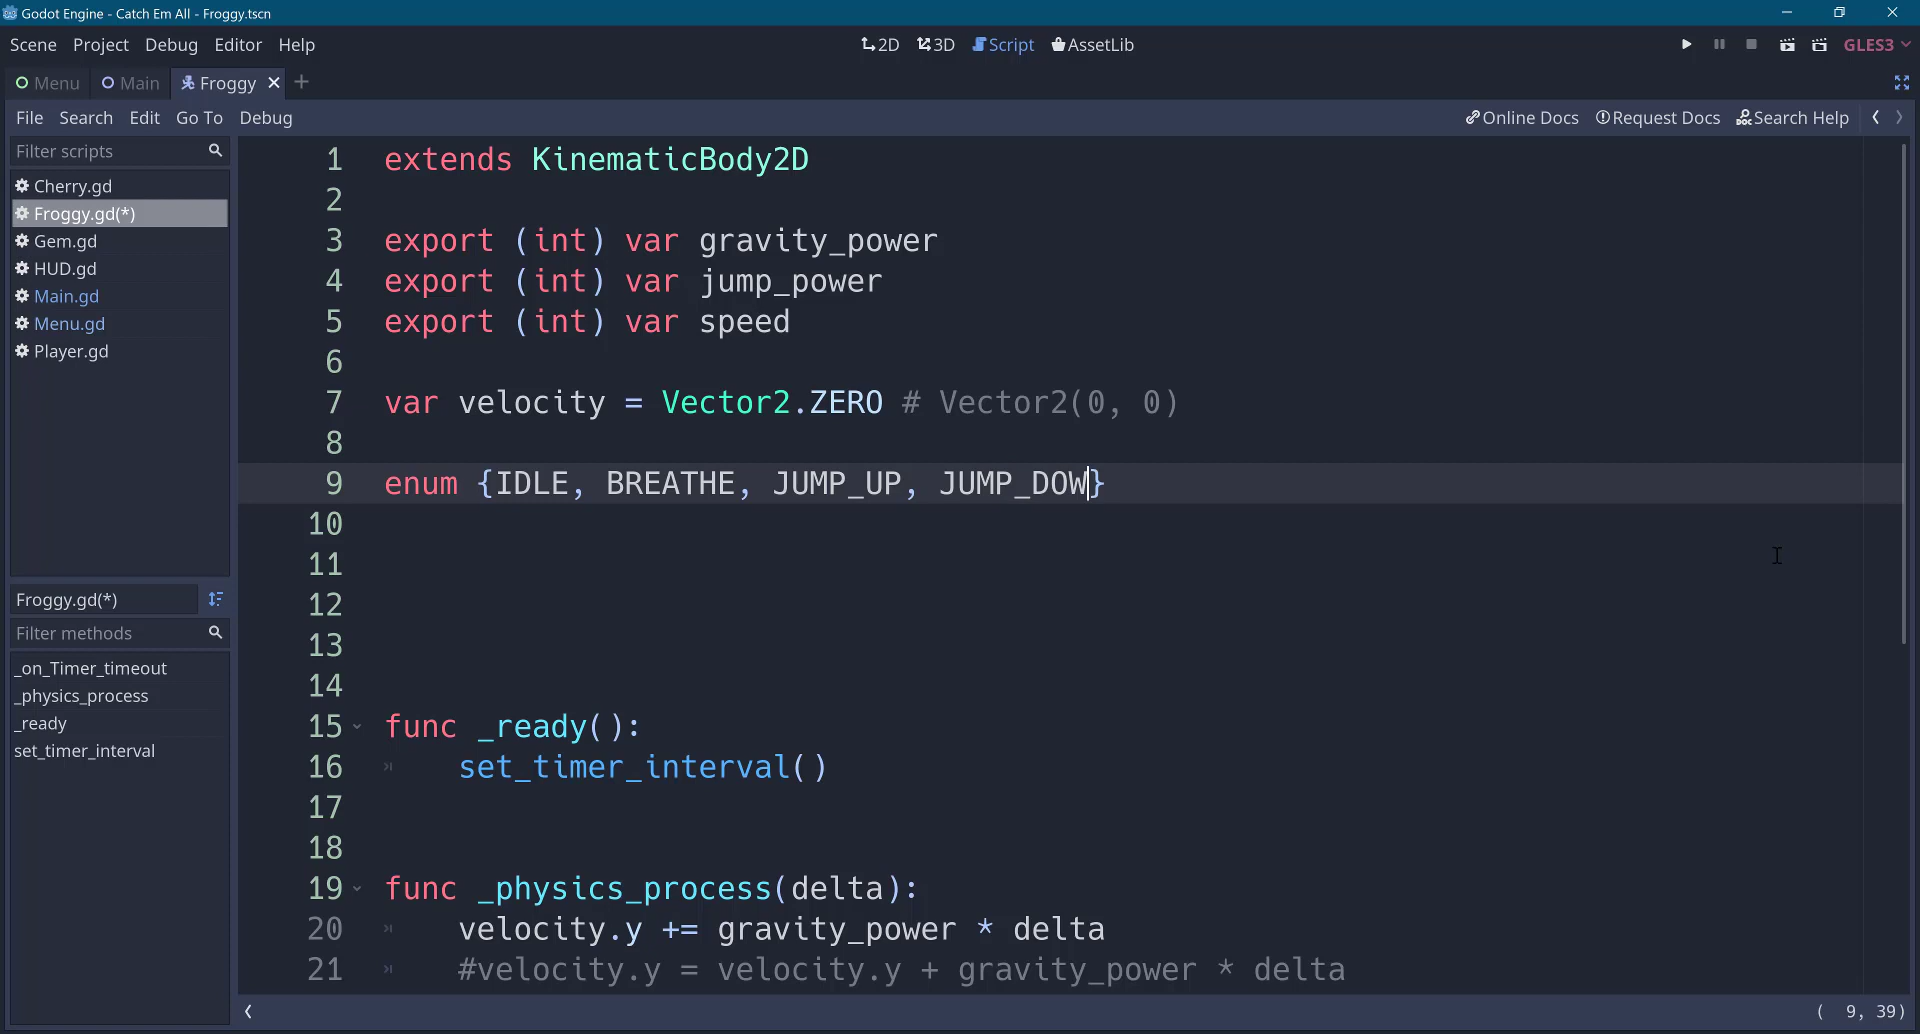 Godot Engine - Catch Em All - Froggy.tscn
Scene Project Debug Editor Help
2D 3D Script AssetLib
GLES3
Menu Main Froggy
File Search Edit Go To Debug
Online Docs Request Docs Search Help
Filter scripts
Cherry.gd
Froggy.gd(*)
Gem.gd
HUD.gd
Main.gd
Menu.gd
Player.gd
Froggy.gd(*)
Filter methods
_on_Timer_timeout
_physics_process
_ready
set_timer_interval
1 extends KinematicBody2D
2
3 export (int) var gravity_power
4 export (int) var jump_power
5 export (int) var speed
6
7 var velocity = Vector2.ZERO # Vector2(0, 0)
8
9 enum {IDLE, BREATHE, JUMP_UP, JUMP_DOW}
10
11
12
13
14
15 func _ready():
16 set_timer_interval()
17
18
19 func _physics_process(delta):
20 velocity.y += gravity_power * delta
21 #velocity.y = velocity.y + gravity_power * delta
( 9, 39)